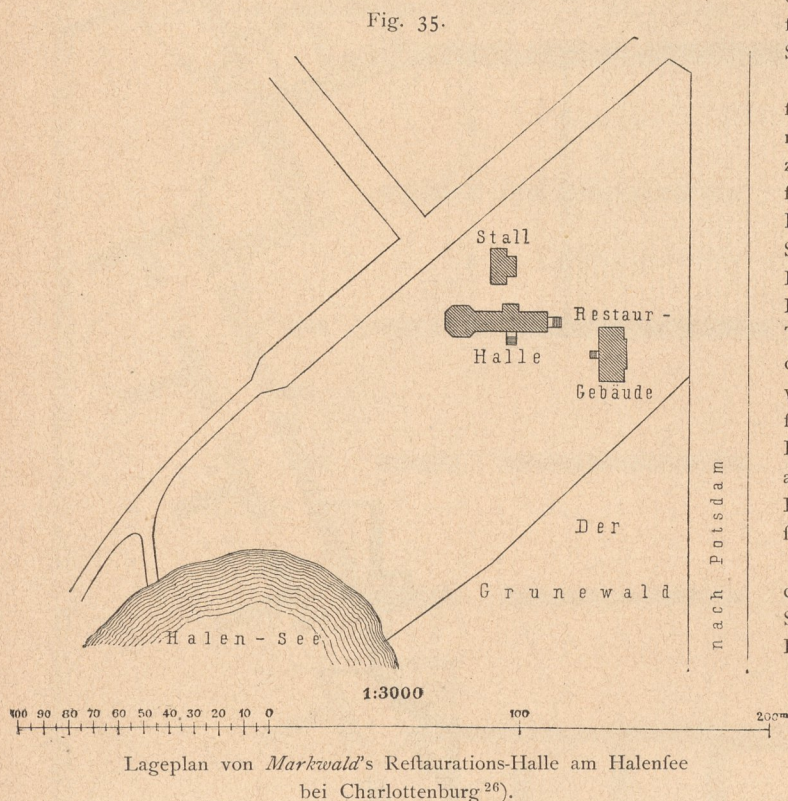 Fig. 35.
Stall
Halle
Restaur-
Gebäude
Der
Grunewald
nach Potsdam
Halen-See
1:3000
100 90 80 70 60 50 40 30 20 10 0 100 200m
Lageplan von Markwald's Reſtaurations-Halle am Halenſee
bei Charlottenburg 26).